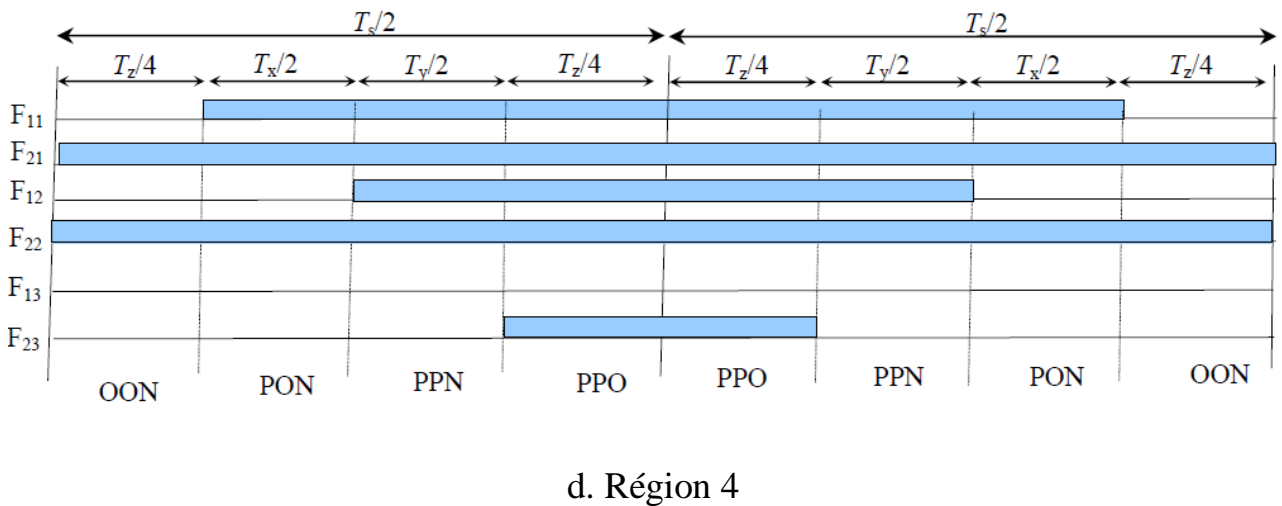 Ts/2 Ts/2
Tz/4 Tx/2 Ty/2 Tz/4 Tz/4 Ty/2 Tx/2 Tz/4
F11
F21
F12
F22
F13
F23
OON PON PPN PPO PPO PPN PON OON
d. Région 4